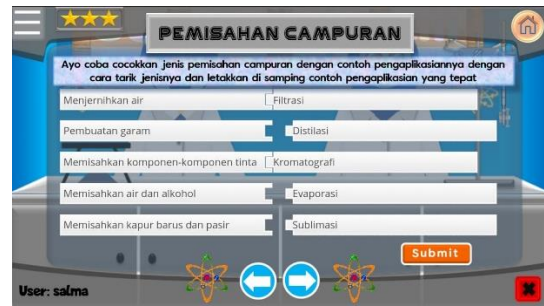 PEMISAHAN CAMPURAN
Ayo coba cocokkan jenis pemisahan campuran dengan contoh pengaplikasiannya dengan
cara tarik jenisnya dan letakkan di samping contoh pengaplikasian yang tepat
Menjernihkan air Filtrasi
Pembuatan garam Distilasi
Memisahkan komponen-komponen tinta Kromatografi
Memisahkan air dan alkohol Evaporasi
Memisahkan kapur barus dan pasir Sublimasi
Submit
User: salma